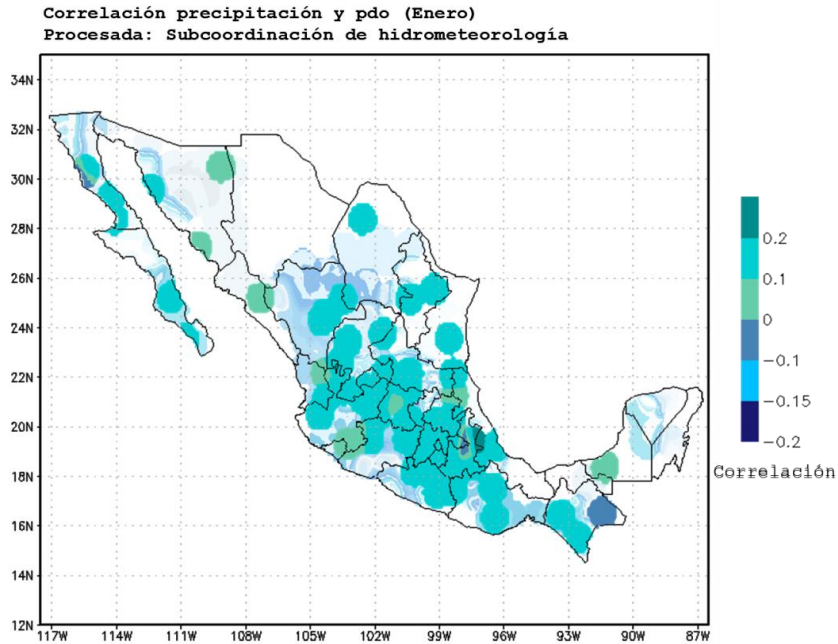 Correlación precipitación y pdo (Enero)
Procesada: Subcoordinación de hidrometeorología
34N
32N
30N
28N
26N
24N
22N
20N
18N
16N
14N
12N
117W 114W 111W 108W 105W 102W 99W 96W 93W 90W 87W
0.2
0.1
0
−0.1
−0.15
−0.2
Correlación